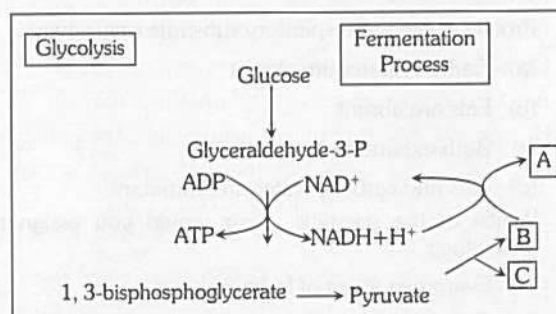 Glycolysis
Fermentation
Process
Glucose
Glyceraldehyde-3-P
ADP NAD⁺
A
ATP NADH+H⁺
B
C
1, 3-bisphosphoglycerate Pyruvate